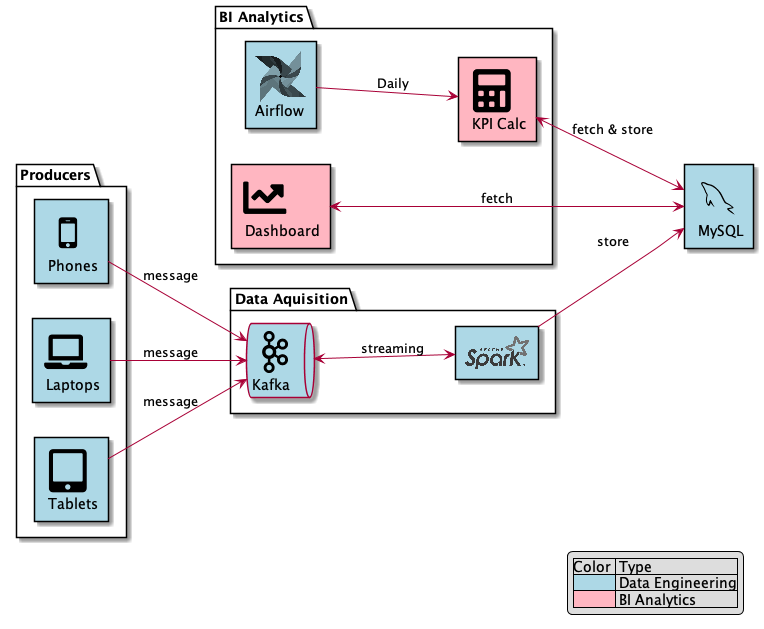 BI Analytics
Airflow
Daily
KPI Calc
fetch & store
Dashboard
fetch
MySQL
store
Producers
Phones
message
Laptops
message
Tablets
message
Data Aquisition
Kafka
streaming
APACHE
Spark
Color Type
Data Engineering
BI Analytics